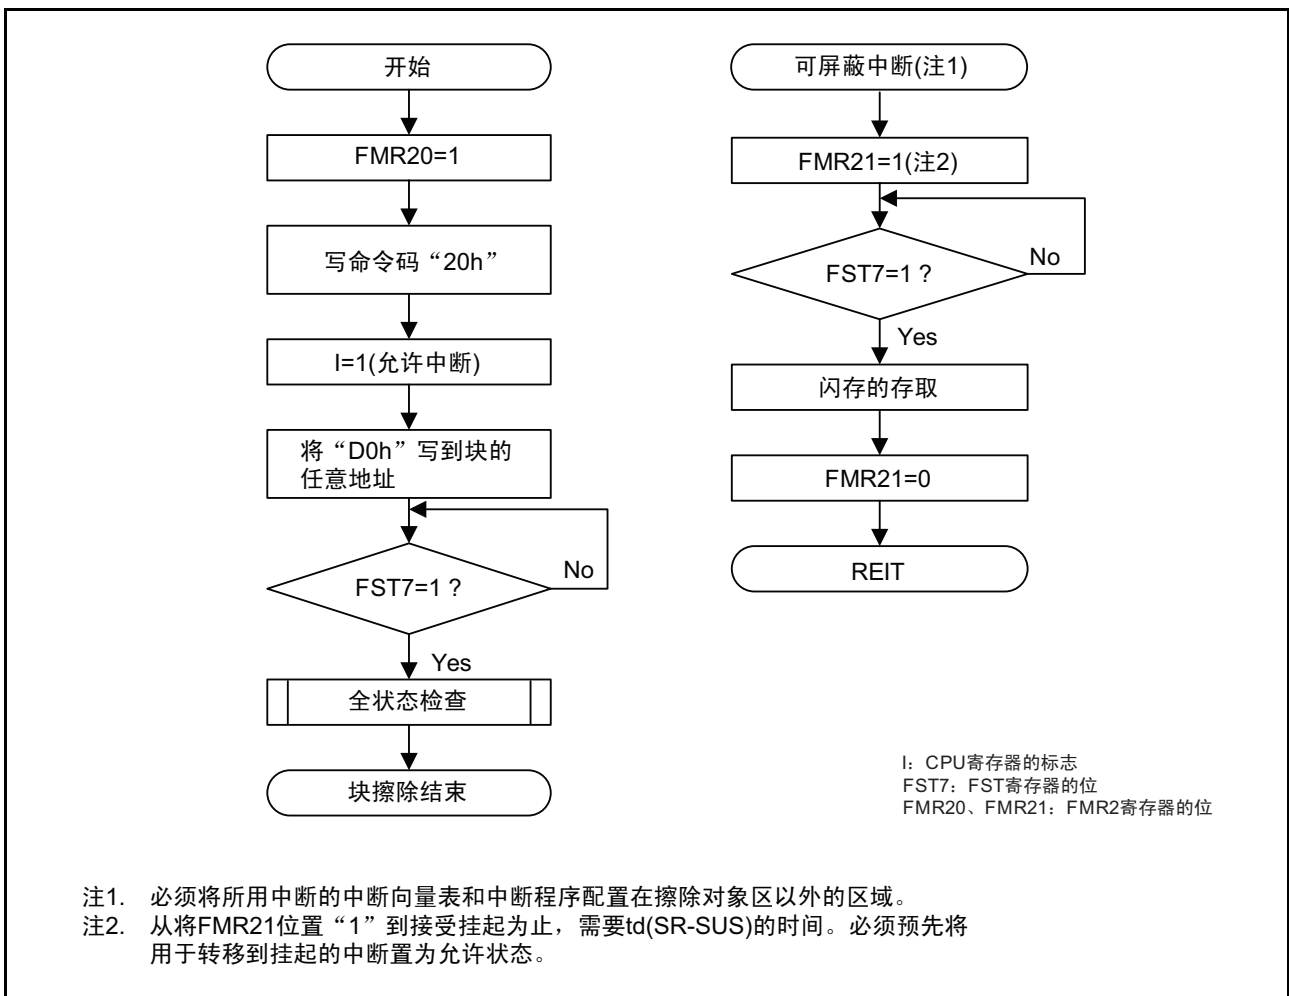 开始
FMR20=1
写命令码“20h”
I=1(允许中断)
将“D0h”写到块的
任意地址
FST7=1 ?
No
Yes
全状态检查
块擦除结束
可屏蔽中断(注1)
FMR21=1(注2)
FST7=1 ?
No
Yes
闪存的存取
FMR21=0
REIT
I：CPU寄存器的标志
FST7：FST寄存器的位
FMR20、FMR21：FMR2寄存器的位
注1. 必须将所用中断的中断向量表和中断程序配置在擦除对象区以外的区域。
注2. 从将FMR21位置“1”到接受挂起为止，需要td(SR-SUS)的时间。必须预先将
用于转移到挂起的中断置为允许状态。